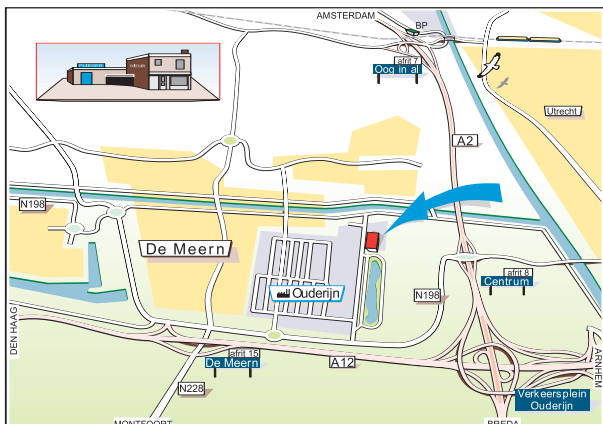 AMSTERDAM
BP
afrit 7
Oog in al
Utrecht
A2
N198
De Meern
Ouderijn
afrit 8
Centrum
N198
DEN HAAG
afrit 15
De Meern
A12
ARNHEM
N228
Verkeersplein
Ouderijn
MONTFOORT
BREDA